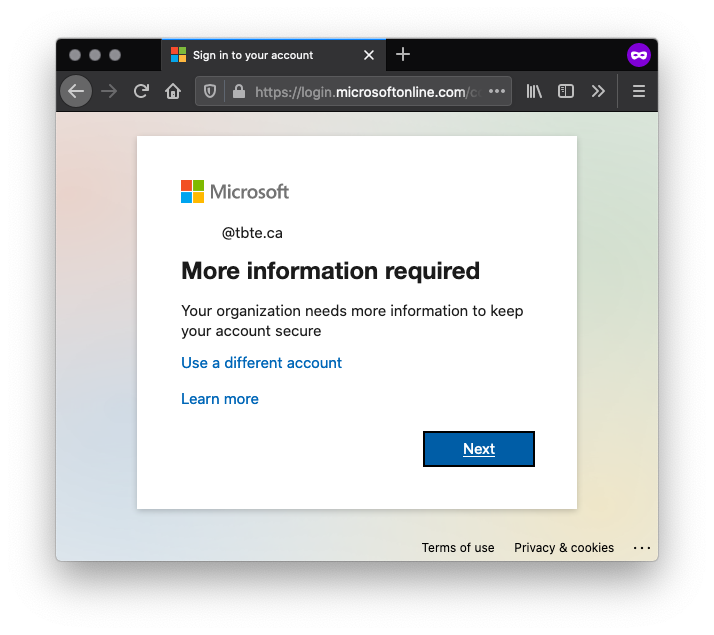 Sign in to your account
https://login.microsoftonline.com/c
Microsoft
@tbte.ca
More information required
Your organization needs more information to keep
your account secure
Use a different account
Learn more
Next
Terms of use Privacy & cookies ...